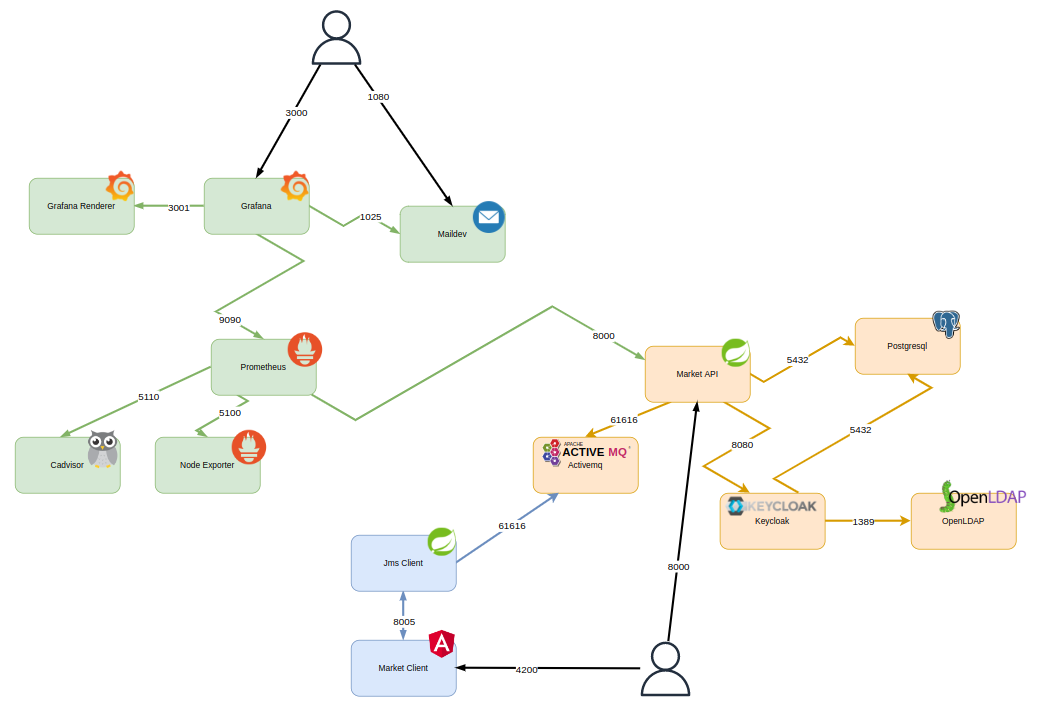 1080
3000
Grafana Renderer
3001
Grafana
1025
Maildev
9090
8000
Prometheus
Market API
5432
Postgresql
5110
5100
61616
5432
8080
Cadvisor
Node Exporter
APACHE
ACTIVE MQ
Activemq
KEYCLOAK
Keycloak
1389
OpenLDAP
OpenLDAP
61616
Jms Client
8000
8005
Market Client
4200